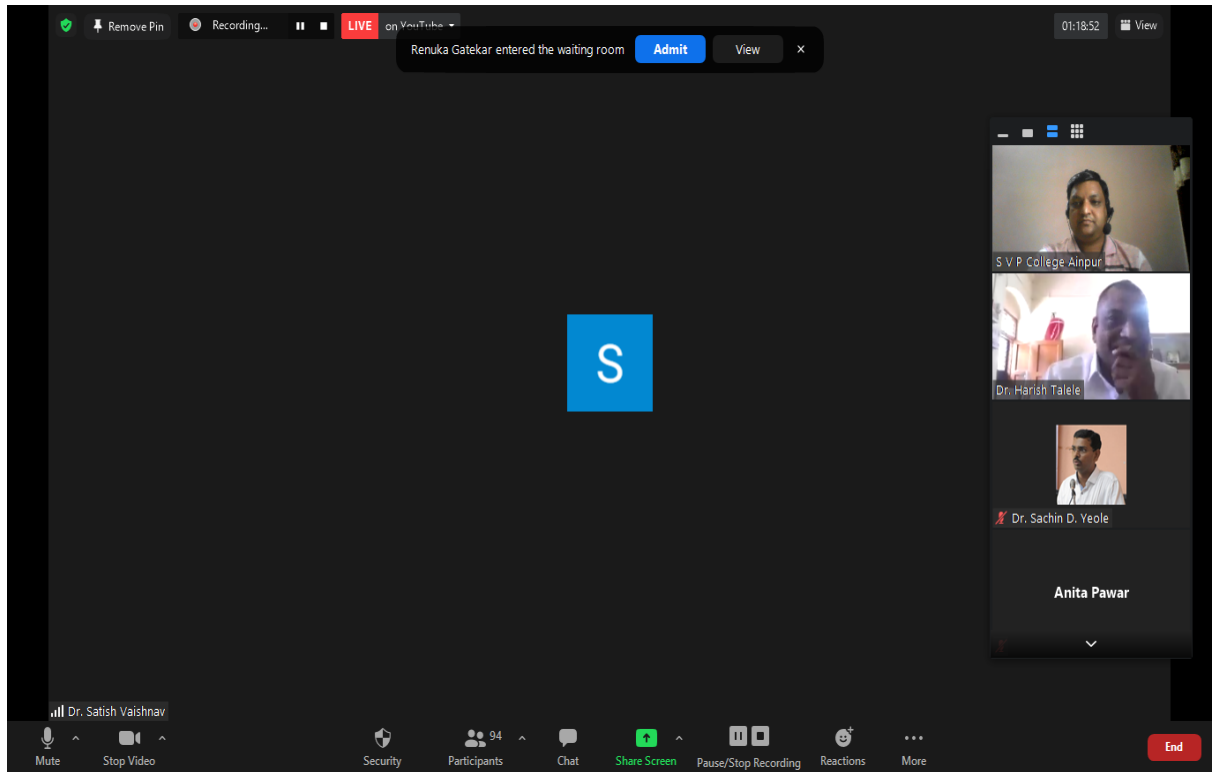 Remove Pin
Recording...
LIVE on YouTube
01:18:52
View
Renuka Gatekar entered the waiting room
Admit
View
S V P College Ainpur
Dr. Harish Talele
Dr. Sachin D. Yeole
Anita Pawar
S
Dr. Satish Vaishnav
Mute
Stop Video
Security
94
Participants
Chat
Share Screen
Pause/Stop Recording
Reactions
More
End